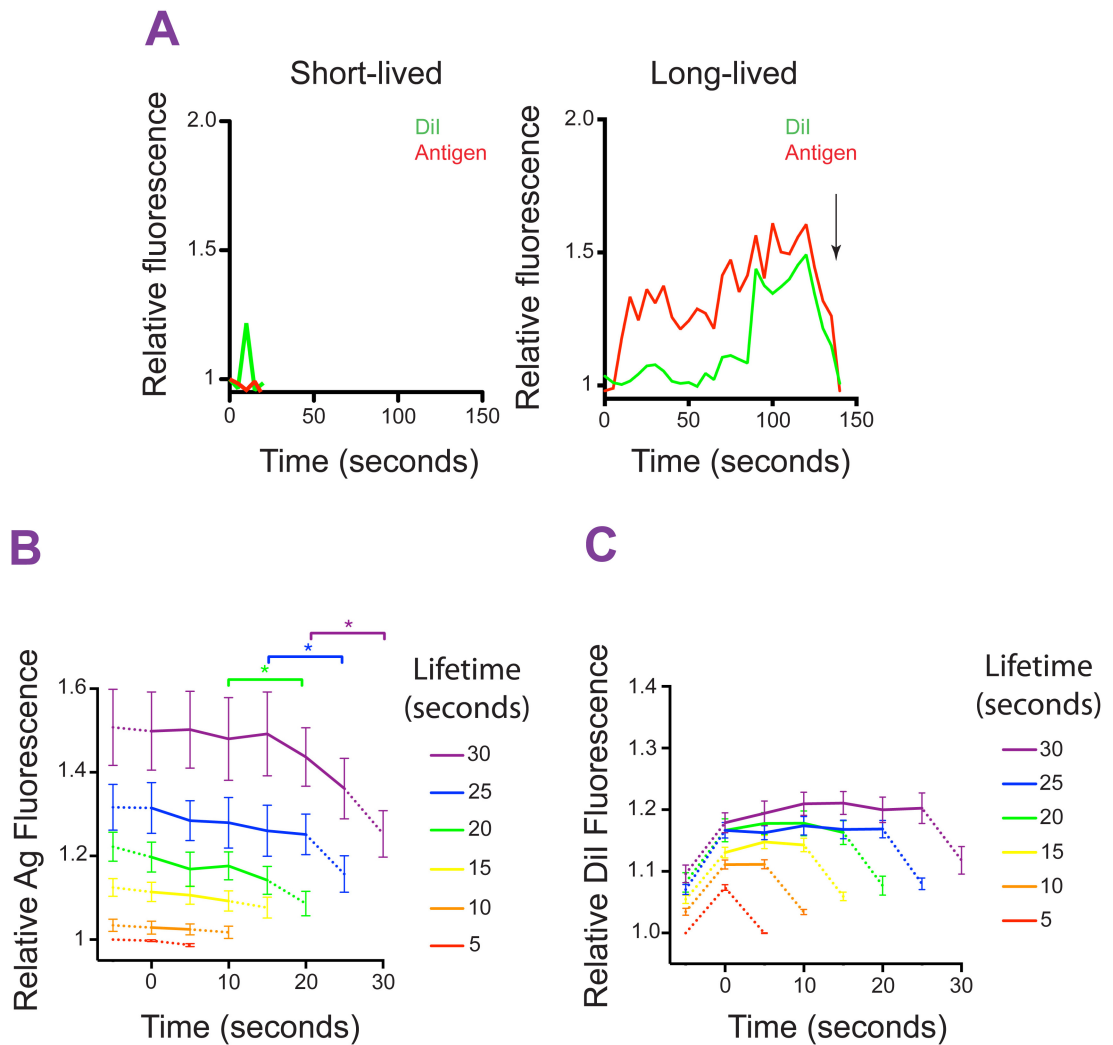 A
Short-lived
Long-lived
Relative fluorescence
2.0
1.5
1
0
50
100
150
Time (seconds)
DiI
Antigen
Relative fluorescence
2.0
1.5
1
0
50
100
150
Time (seconds)
DiI
Antigen
B
Relative Ag Fluorescence
1.6
1.4
1.2
1
0
10
20
30
Time (seconds)
*
*
*
Lifetime
(seconds)
30
25
20
15
10
5
C
Relative DiI Fluorescence
1.4
1.3
1.2
1.1
1.0
0
10
20
30
Time (seconds)
Lifetime
(seconds)
30
25
20
15
10
5